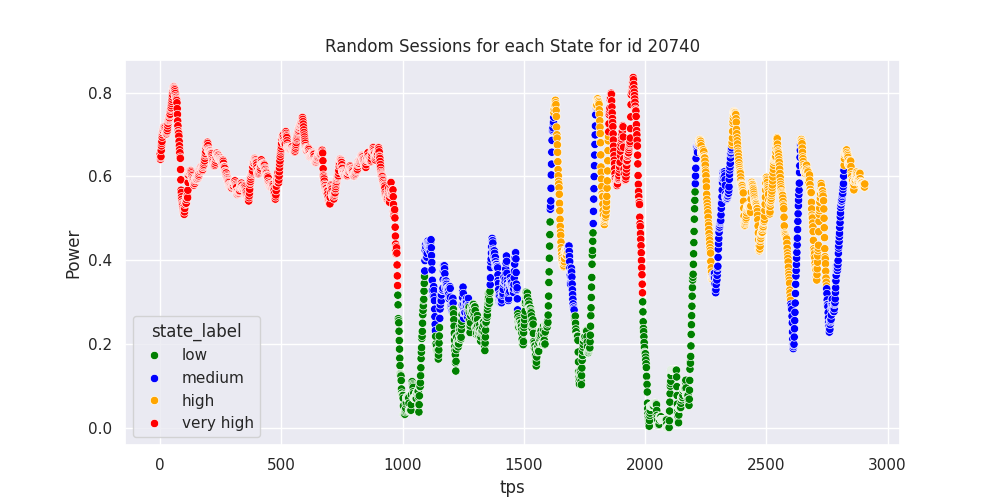 Random Sessions for each State for id 20740
Power
0.8
0.6
0.4
0.2
0.0
state_label
low
medium
high
very high
0 500 1000 1500 2000 2500 3000
tps